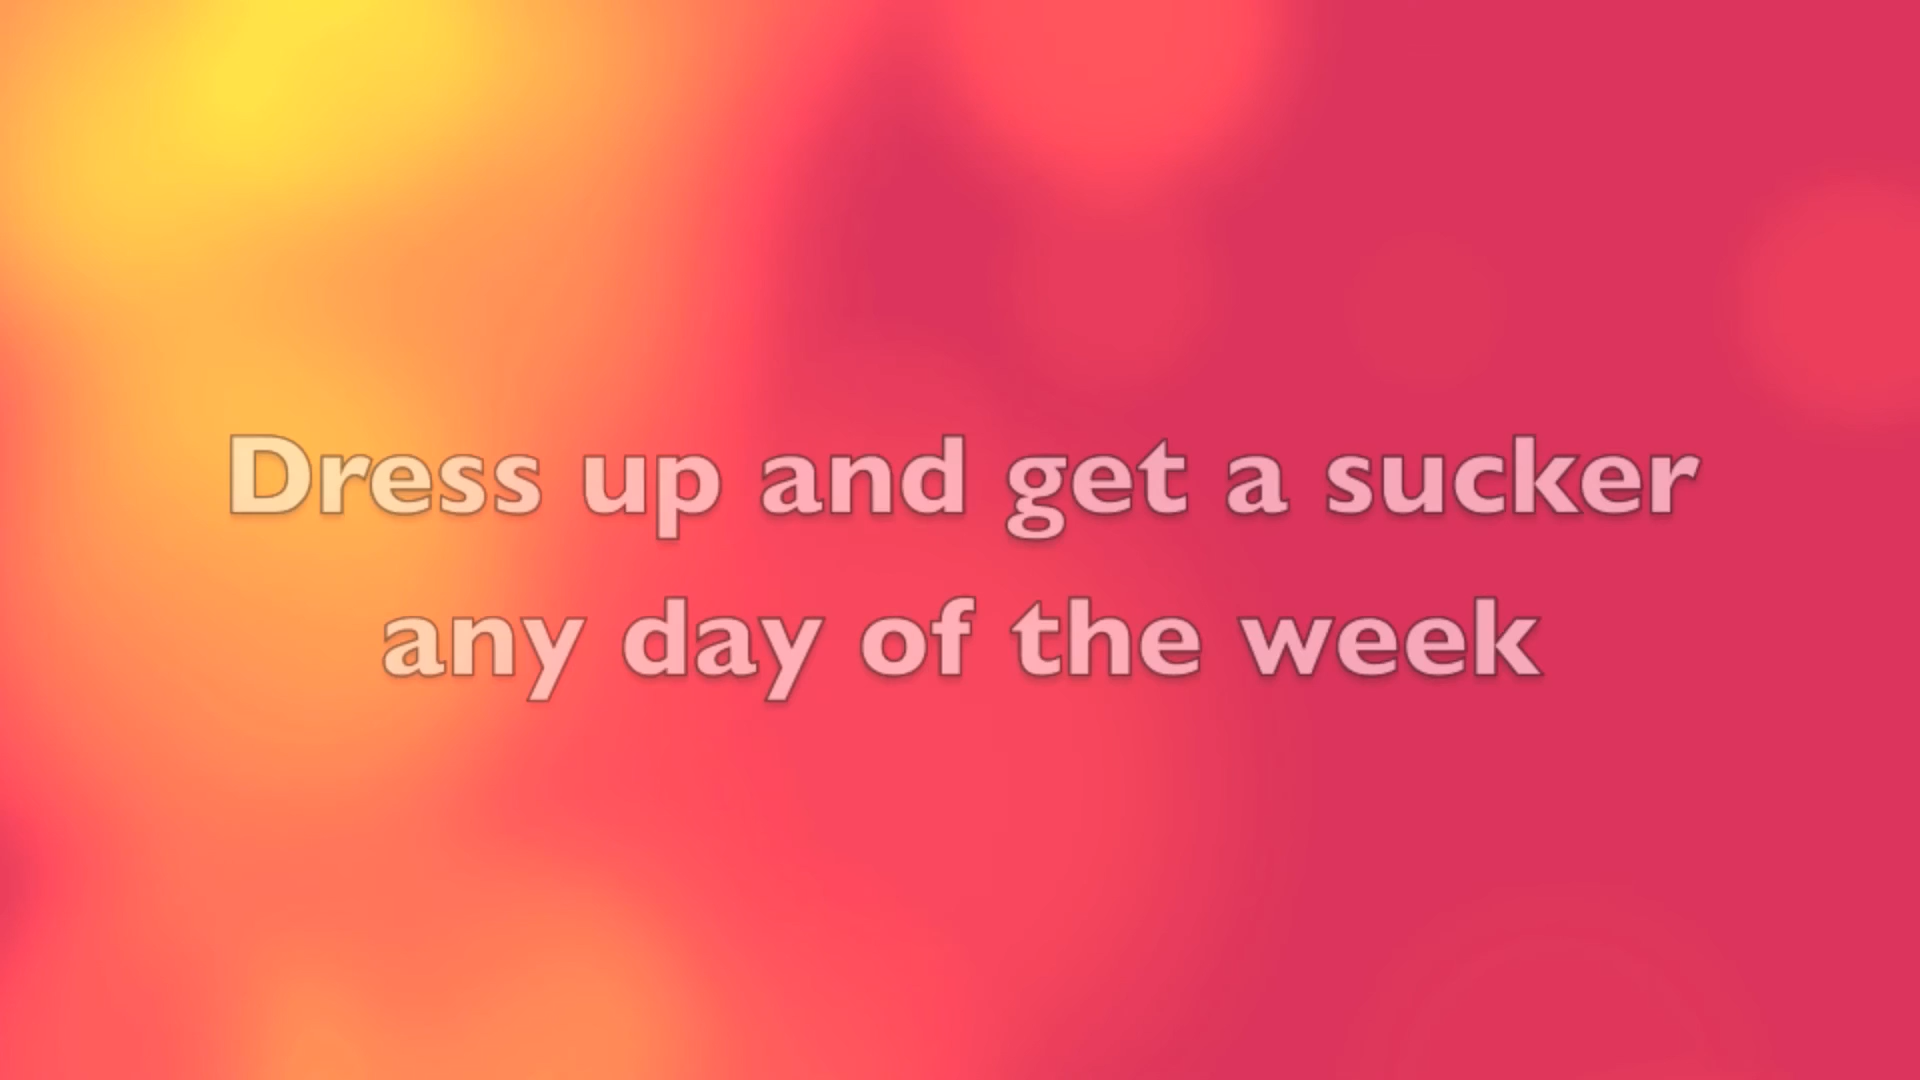 Dress up and get a sucker
any day of the week